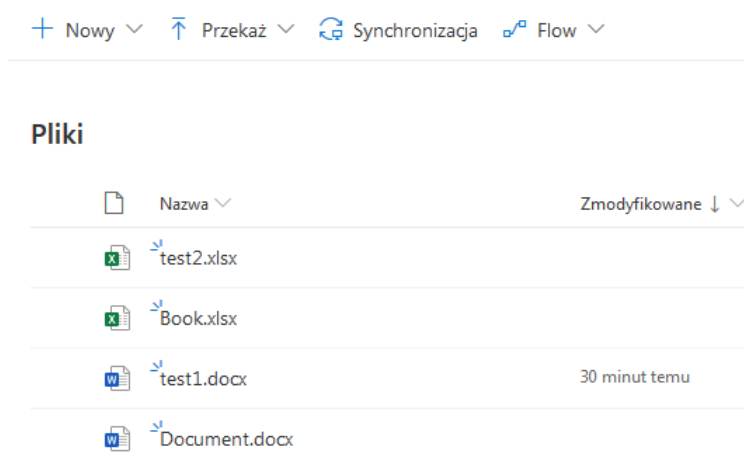 Nowy Przekaż Synchronizacja Flow
Pliki
Nazwa Zmodyfikowane
test2.xlsx
Book.xlsx
test1.docx 30 minut temu
Document.docx